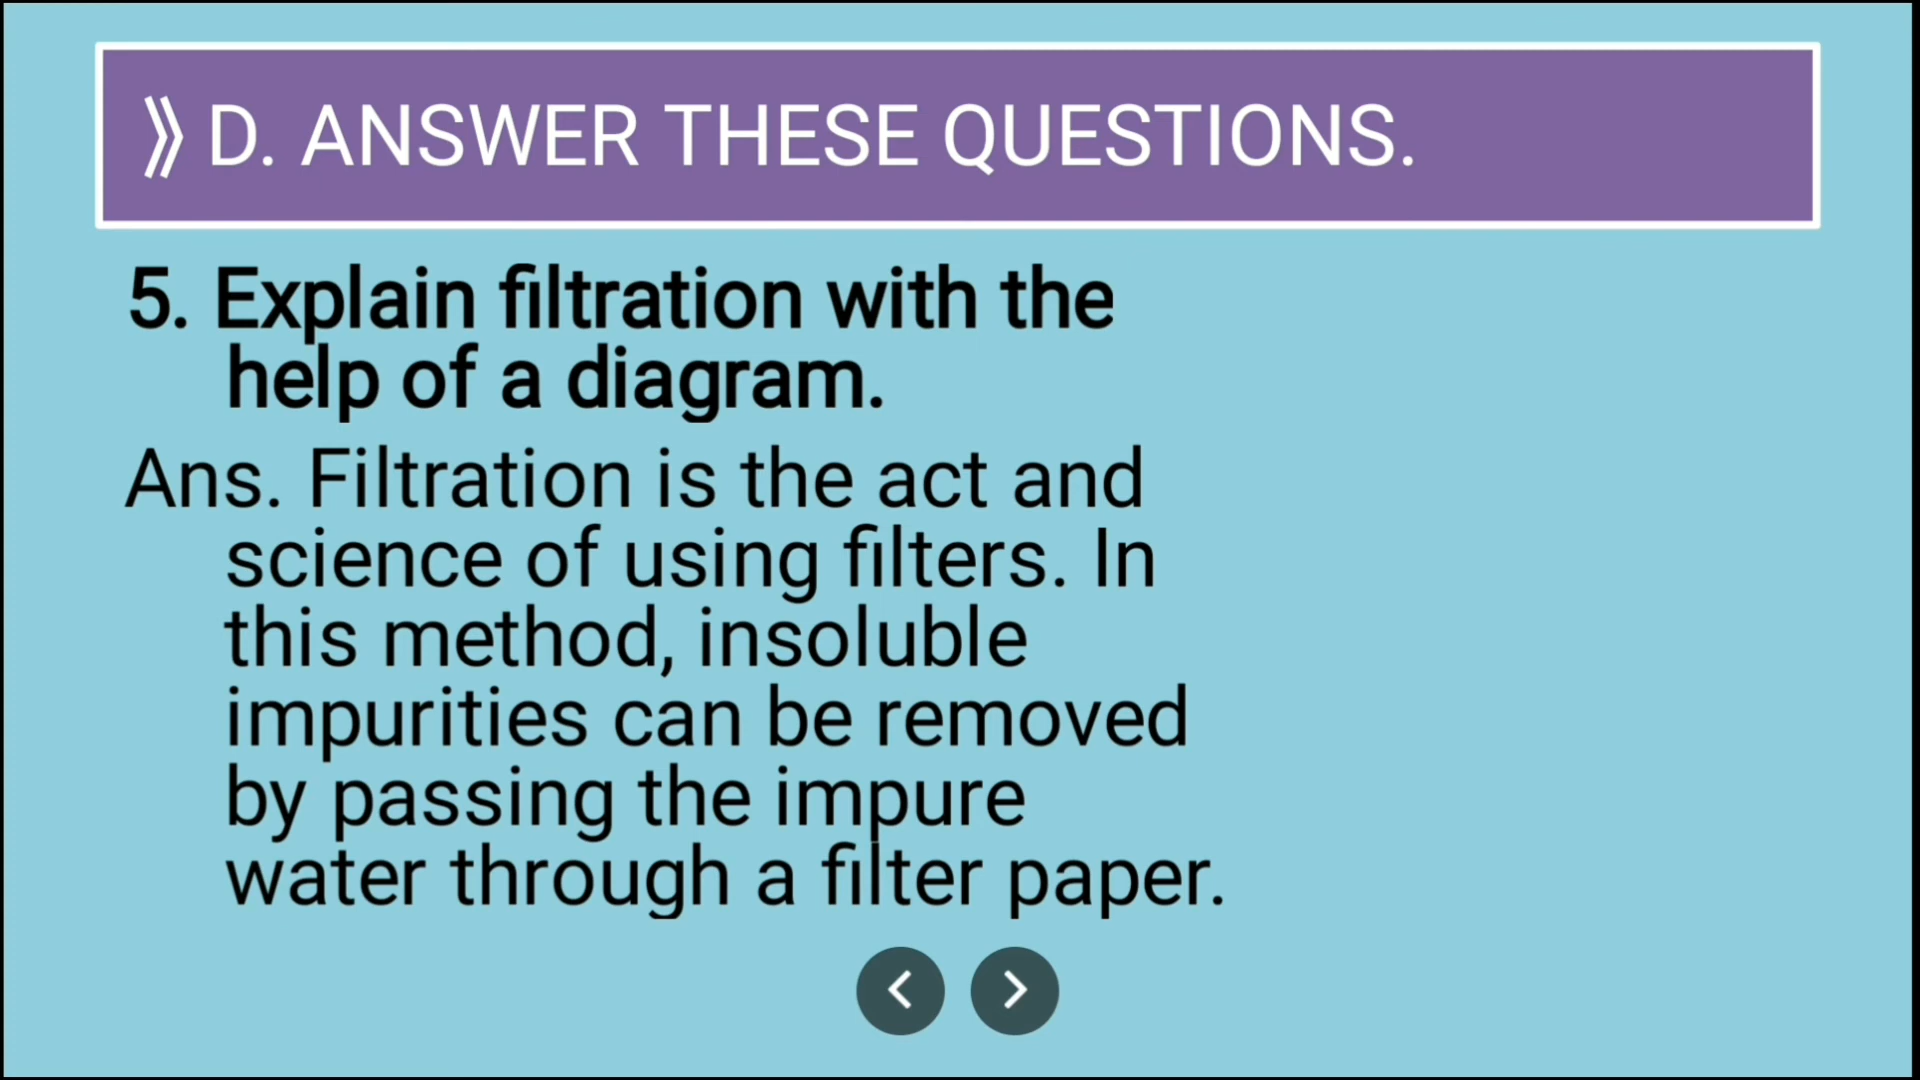 ⟫ D. ANSWER THESE QUESTIONS.
5. Explain filtration with the
help of a diagram.
Ans. Filtration is the act and
science of using filters. In
this method, insoluble
impurities can be removed
by passing the impure
water through a filter paper.